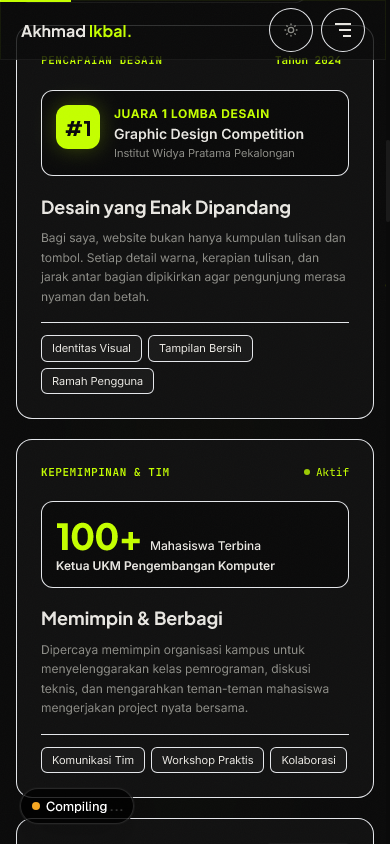 Akhmad Ikbal.
PENCAPAIAN DESAIN
Tahun 2024
#1
JUARA 1 LOMBA DESAIN
Graphic Design Competition
Institut Widya Pratama Pekalongan
Desain yang Enak Dipandang
Bagi saya, website bukan hanya kumpulan tulisan dan
tombol. Setiap detail warna, kerapian tulisan, dan
jarak antar bagian dipikirkan agar pengunjung merasa
nyaman dan betah.
Identitas Visual
Tampilan Bersih
Ramah Pengguna
KEPEMIMPINAN & TIM
Aktif
100+ Mahasiswa Terbina
Ketua UKM Pengembangan Komputer
Memimpin & Berbagi
Dipercaya memimpin organisasi kampus untuk
menyelenggarakan kelas pemrograman, diskusi
teknis, dan mengarahkan teman-teman mahasiswa
mengerjakan project nyata bersama.
Komunikasi Tim
Workshop Praktis
Kolaborasi
Compiling ...